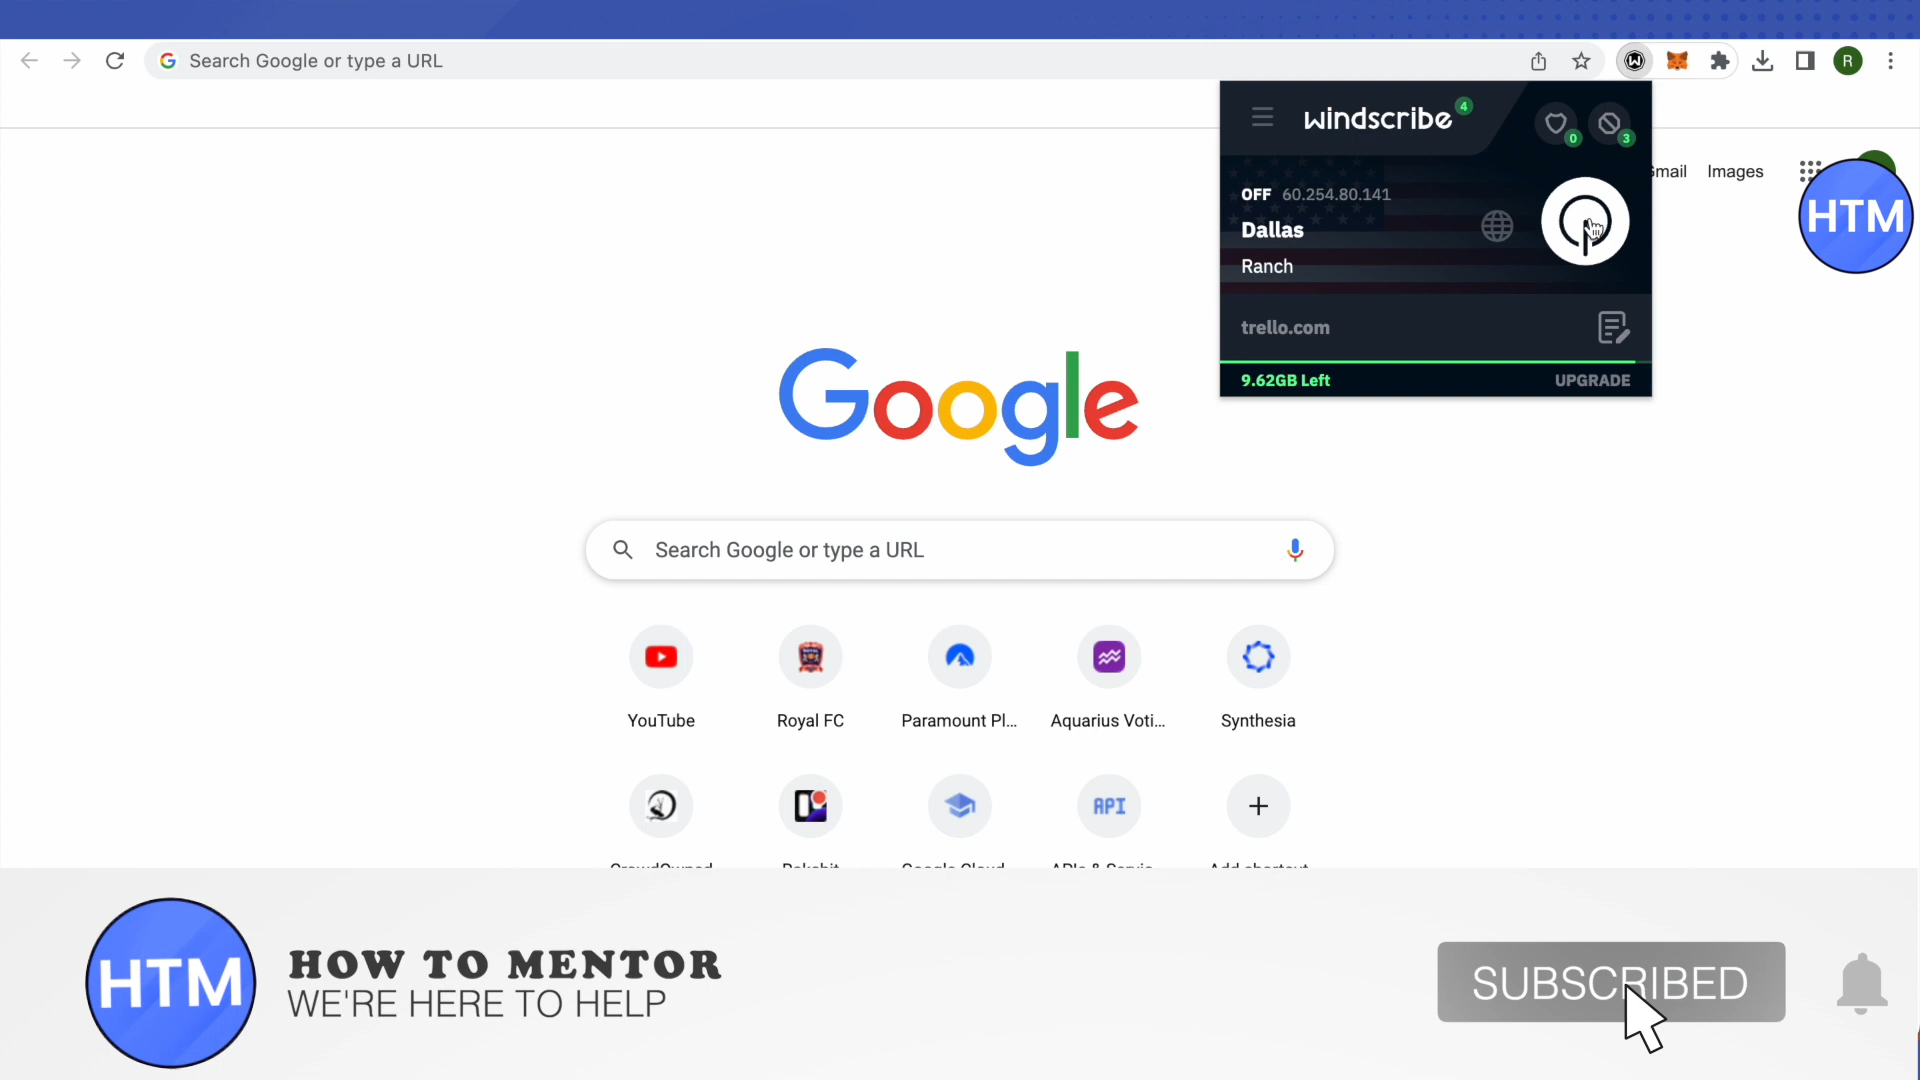 Search Google or type a URL
R
windscribe 4
0
3
OFF 60.254.80.141
Dallas
Ranch
trello.com
9.62GB Left UPGRADE
Gmail Images
HTM
Google
Search Google or type a URL
YouTube Royal FC Paramount Pl... Aquarius Voti... Synthesia
API
HTM
HOW TO MENTOR
WE'RE HERE TO HELP
SUBSCRIBED